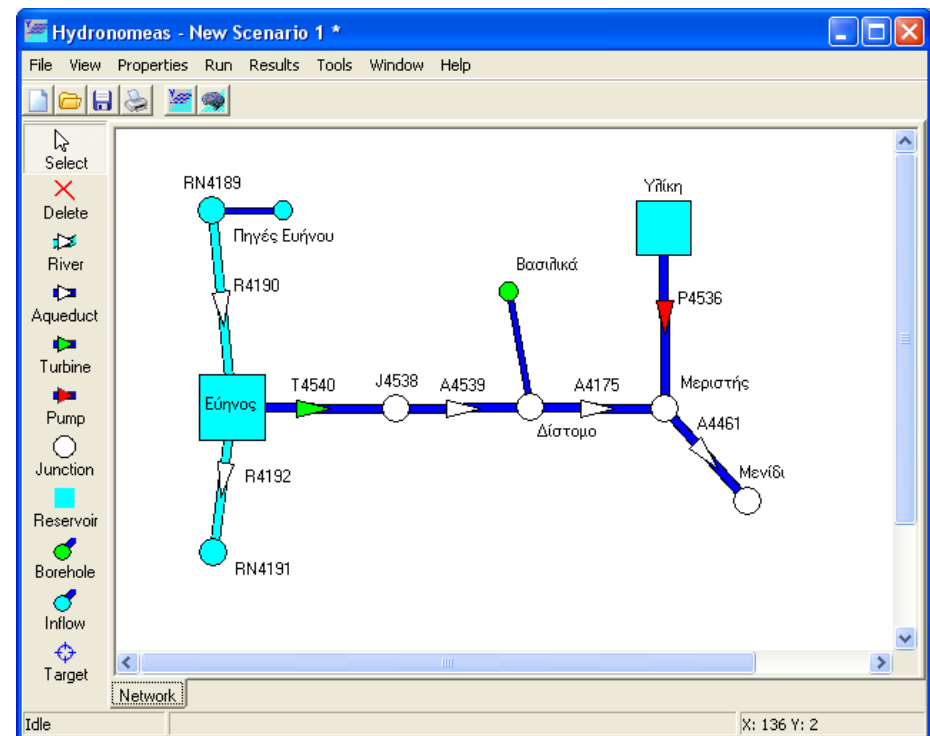 Hydronomeas - New Scenario 1 *
File View Properties Run Results Tools Window Help
Select
Delete
River
Aqueduct
Turbine
Pump
Junction
Reservoir
Borehole
Inflow
Target
RN4189
Πηγές Ευήνου
R4190
Εύηνος
R4192
RN4191
T4540
J4538
A4539
Βασιλικά
Δίστομο
A4175
Υλίκη
P4536
Μεριστής
A4461
Μενίδι
Network
Idle
X: 136 Y: 2